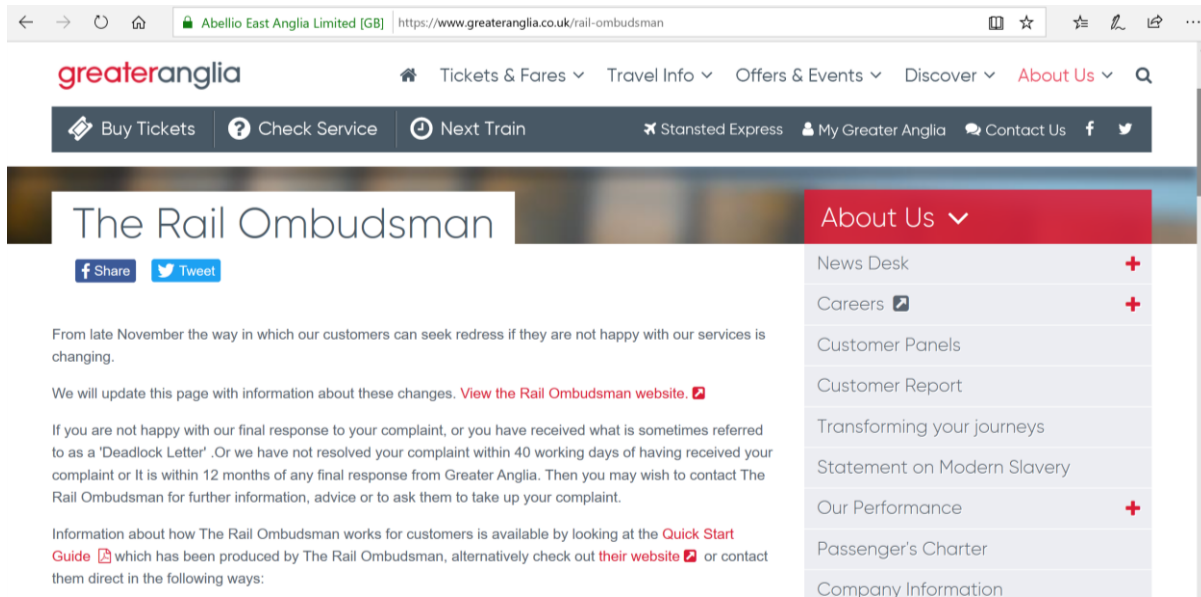 Abellio East Anglia Limited [GB] https://www.greateranglia.co.uk/rail-ombudsman
greateranglia
Tickets & Fares Travel Info Offers & Events Discover About Us
Buy Tickets ? Check Service Next Train Stansted Express My Greater Anglia Contact Us f
The Rail Ombudsman
f Share Tweet
From late November the way in which our customers can seek redress if they are not happy with our services is
changing.
We will update this page with information about these changes. View the Rail Ombudsman website.
If you are not happy with our final response to your complaint, or you have received what is sometimes referred
to as a 'Deadlock Letter' .Or we have not resolved your complaint within 40 working days of having received your
complaint or It is within 12 months of any final response from Greater Anglia. Then you may wish to contact The
Rail Ombudsman for further information, advice or to ask them to take up your complaint.
Information about how The Rail Ombudsman works for customers is available by looking at the Quick Start
Guide which has been produced by The Rail Ombudsman, alternatively check out their website or contact
them direct in the following ways:
About Us
News Desk +
Careers +
Customer Panels
Customer Report
Transforming your journeys
Statement on Modern Slavery
Our Performance +
Passenger's Charter
Company Information